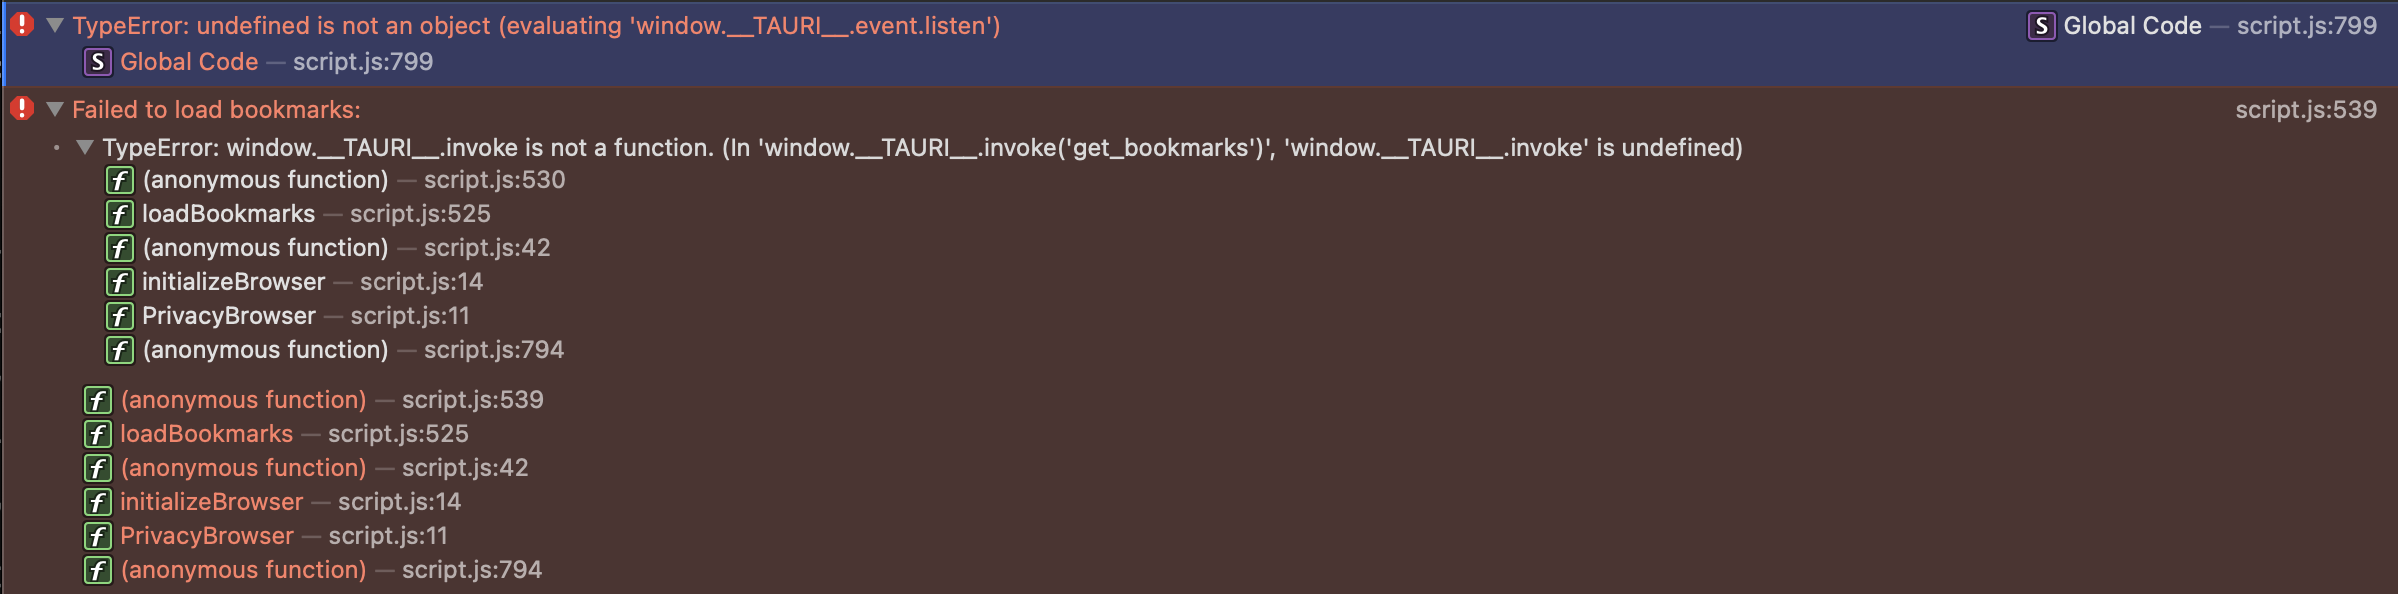 TypeError: undefined is not an object (evaluating 'window.__TAURI__.event.listen') S Global Code — script.js:799
S Global Code — script.js:799
Failed to load bookmarks: script.js:539
TypeError: window.__TAURI__.invoke is not a function. (In 'window.__TAURI__.invoke('get_bookmarks')', 'window.__TAURI__.invoke' is undefined)
f (anonymous function) — script.js:530
f loadBookmarks — script.js:525
f (anonymous function) — script.js:42
f initializeBrowser — script.js:14
f PrivacyBrowser — script.js:11
f (anonymous function) — script.js:794
f (anonymous function) — script.js:539
f loadBookmarks — script.js:525
f (anonymous function) — script.js:42
f initializeBrowser — script.js:14
f PrivacyBrowser — script.js:11
f (anonymous function) — script.js:794